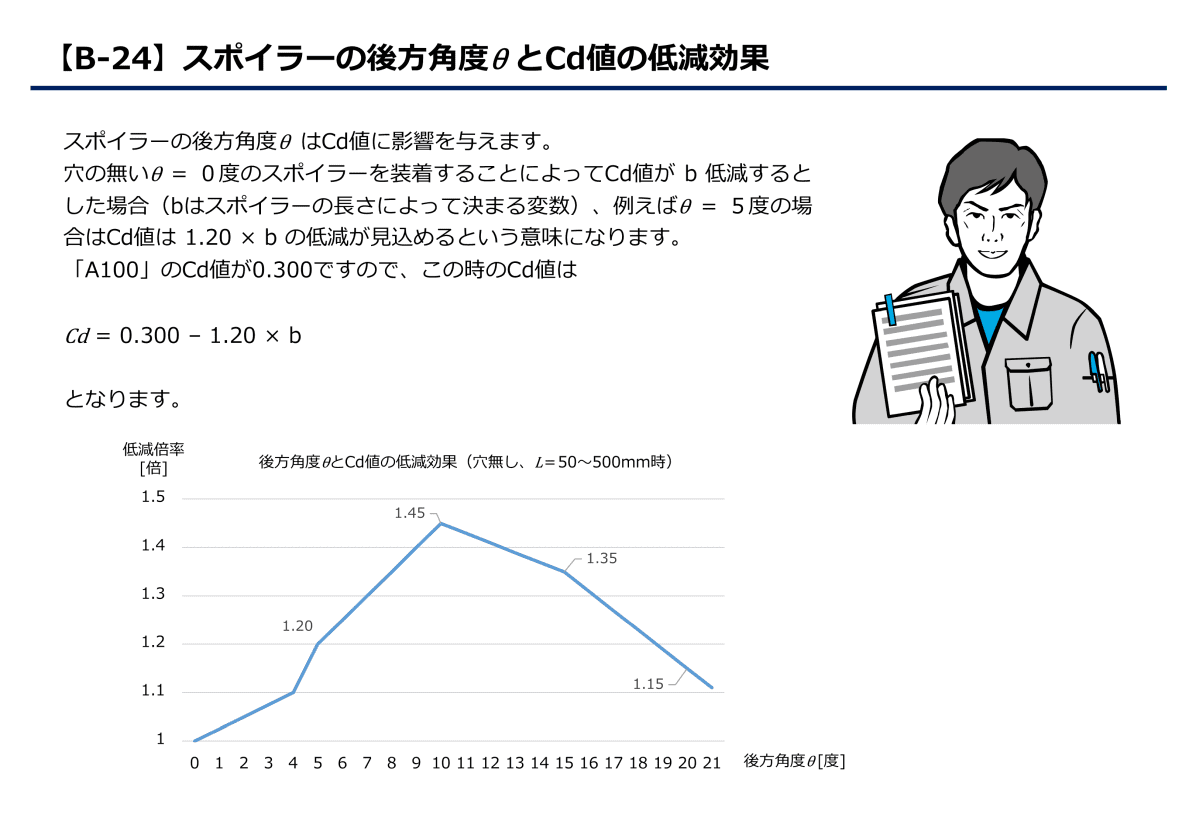 【B-24】スポイラーの後方角度θ とCd値の低減効果
スポイラーの後方角度θ はCd値に影響を与えます。
穴の無いθ = ０度のスポイラーを装着することによってCd値が b 低減すると
した場合（bはスポイラーの長さによって決まる変数）、例えばθ = ５度の場
合はCd値は 1.20 × b の低減が見込めるという意味になります。
「A100」のCd値が0.300ですので、この時のCd値は
Cd = 0.300 – 1.20 × b
となります。
低減倍率
[倍]
後方角度θとCd値の低減効果（穴無し、L＝50～500mm時）
1.5
1.4
1.3
1.2
1.1
1
1.45
1.35
1.20
1.15
0 1 2 3 4 5 6 7 8 9 10 11 12 13 14 15 16 17 18 19 20 21
後方角度θ[度]